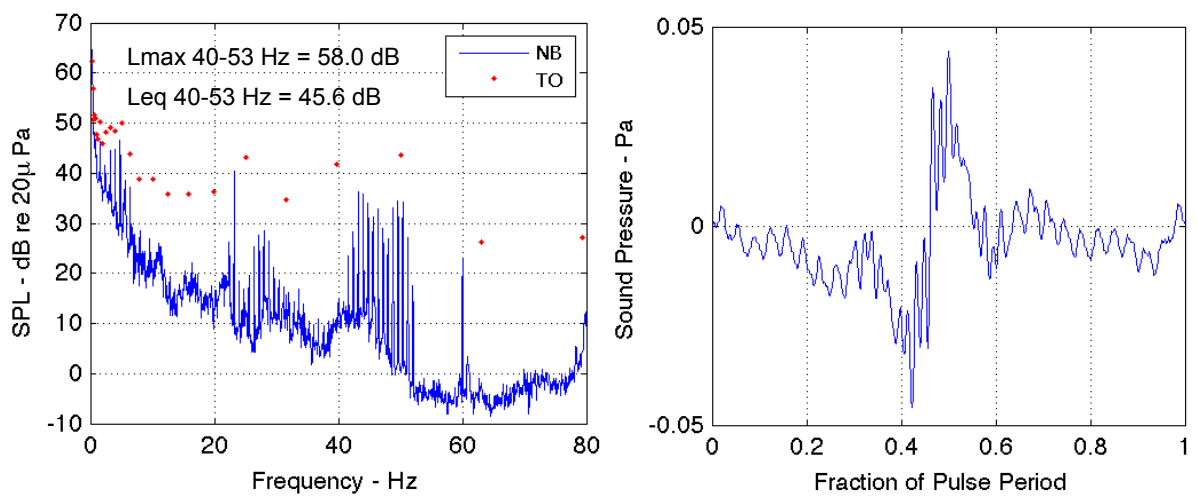 70
60
50
40
30
20
10
0
-10
SPL - dB re 20μ Pa
Lmax 40-53 Hz = 58.0 dB
Leq 40-53 Hz = 45.6 dB
NB
TO
0 20 40 60 80
Frequency - Hz
0.05
0
-0.05
Sound Pressure - Pa
0 0.2 0.4 0.6 0.8 1
Fraction of Pulse Period